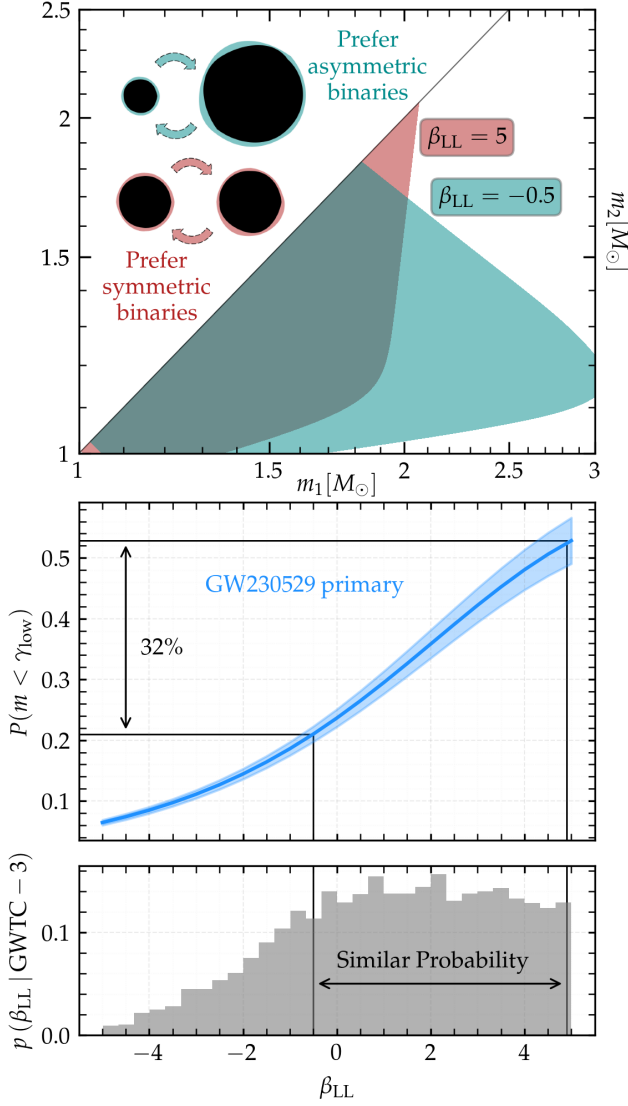 2.5
2
1.5
1
Prefer
asymmetric
binaries
β_LL = 5
β_LL = −0.5
Prefer
symmetric
binaries
m_2[M_⊙]
1
1.5
2
2.5
3
m_1[M_⊙]
P(m < γ_low)
0.5
0.4
0.3
0.2
0.1
GW230529 primary
32%
p (β_LL | GWTC − 3)
0.1
0.0
Similar Probability
−4
−2
0
2
4
β_LL